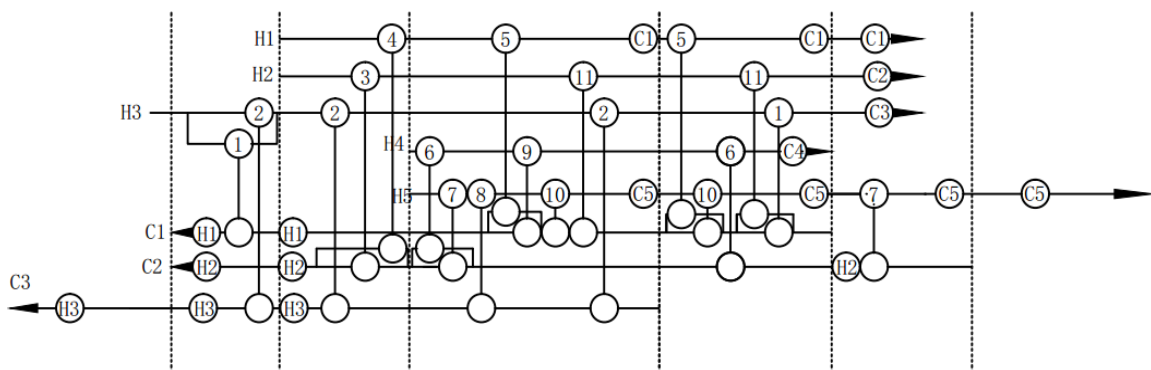 H1 4 5 C1 5 C1 C1
H2 3 11 11 C2
H3 2 2 2 1 C3
1 H4 6 9 6 C4
H5 7 8 10 C5 10 C5 7 C5 C5
C1 H1 H1
C2 H2 H2 H2
C3
H3 H3 H3